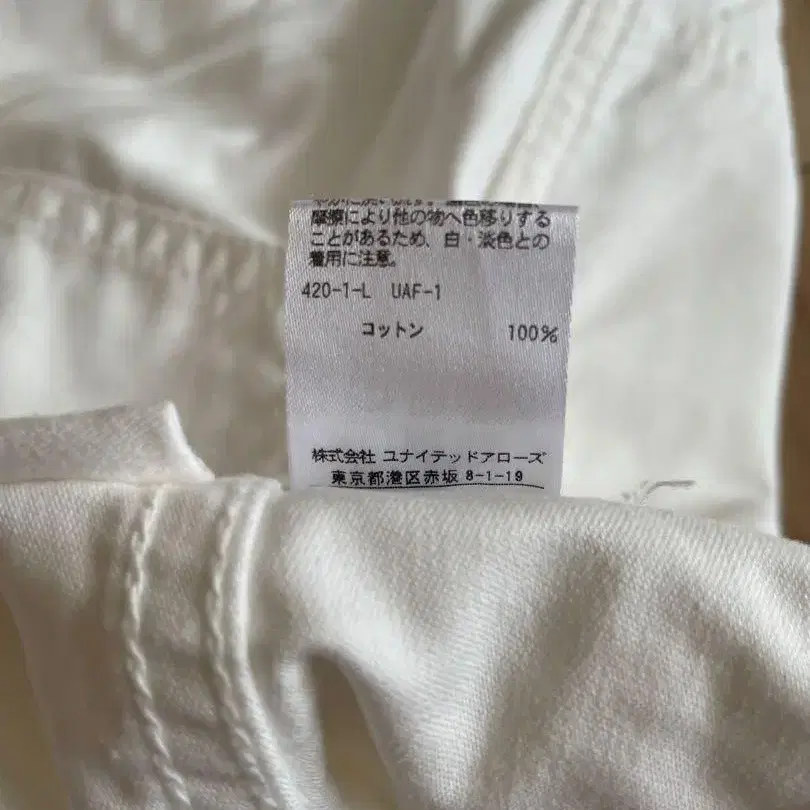 摩擦により他の物へ色移りする
ことがあるため、白・淡色との
着用に注意。
420-1-L UAF-1
コットン 100%
株式会社 ユナイテッドアローズ
東京都港区赤坂 8-1-19